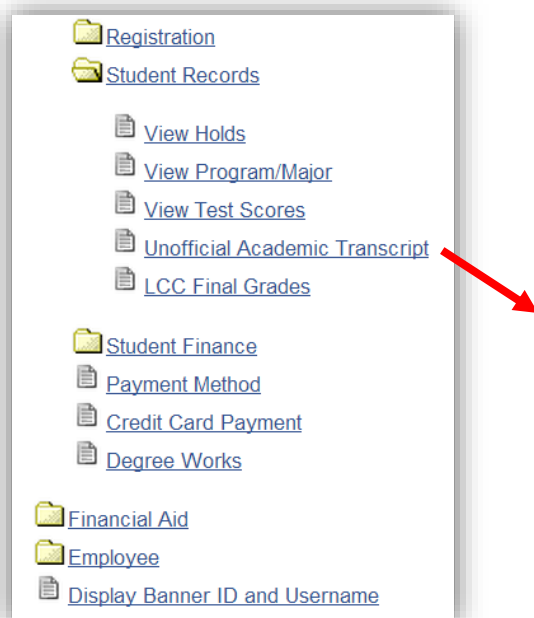 Registration
Student Records
View Holds
View Program/Major
View Test Scores
Unofficial Academic Transcript
LCC Final Grades
Student Finance
Payment Method
Credit Card Payment
Degree Works
Financial Aid
Employee
Display Banner ID and Username